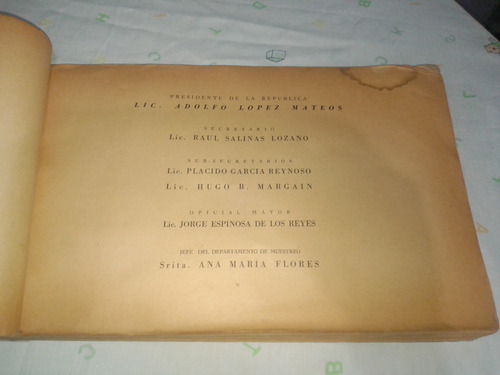 PRESIDENTE DE LA REPUBLICA
LIC. ADOLFO LOPEZ MATEOS
SECRETARIO
Lic. RAUL SALINAS LOZANO
SUBSECRETARIOS
Lic. PLACIDO GARCIA REYNOSO
Lic. HUGO B. MARGAIN
OFICIAL MAYOR
Lic. JORGE ESPINOSA DE LOS REYES
JEFE DEL DEPARTAMENTO DE MUESTREO
Srita. ANA MARIA FLORES